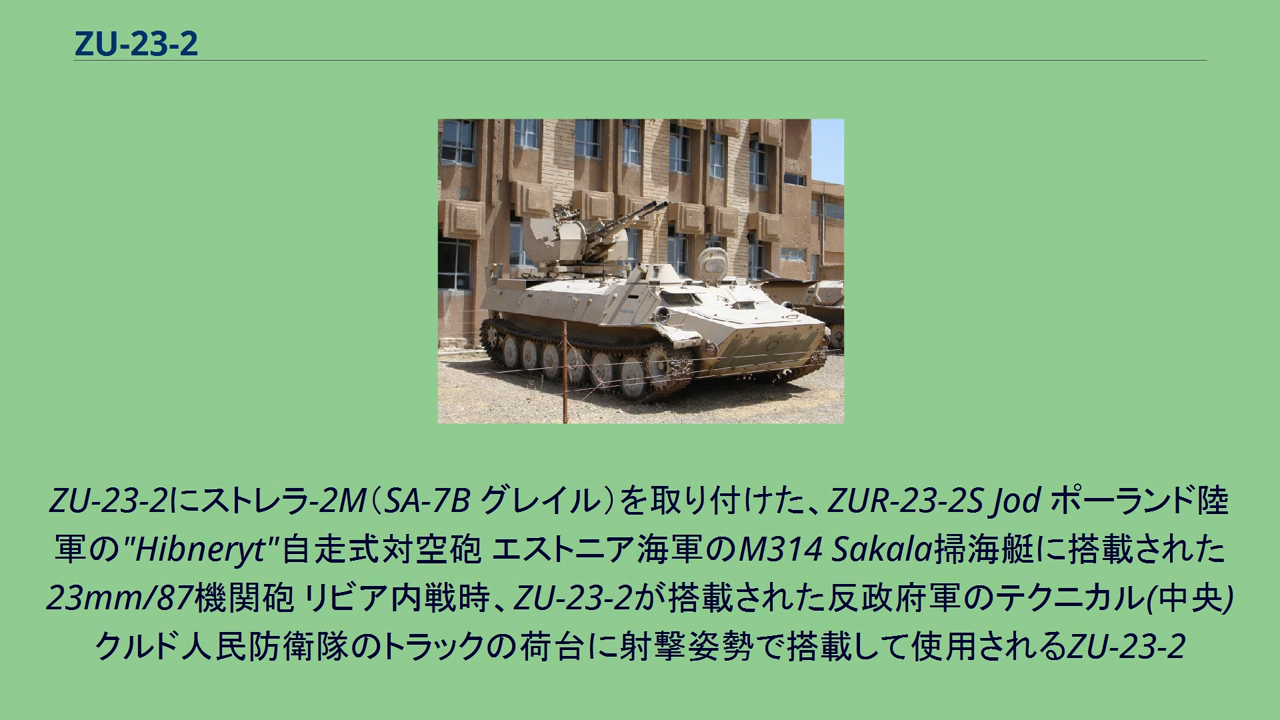 ZU-23-2
ZU-23-2にストレラ-2M（SA-7B グレイル）を取り付けた、ZUR-23-2S Jod ポーランド陸
軍の"Hibneryt"自走式対空砲 エストニア海軍のM314 Sakala掃海艇に搭載された
23mm/87機関砲 リビア内戦時、ZU-23-2が搭載された反政府軍のテクニカル(中央)
クルド人民防衛隊のトラックの荷台に射撃姿勢で搭載して使用されるZU-23-2